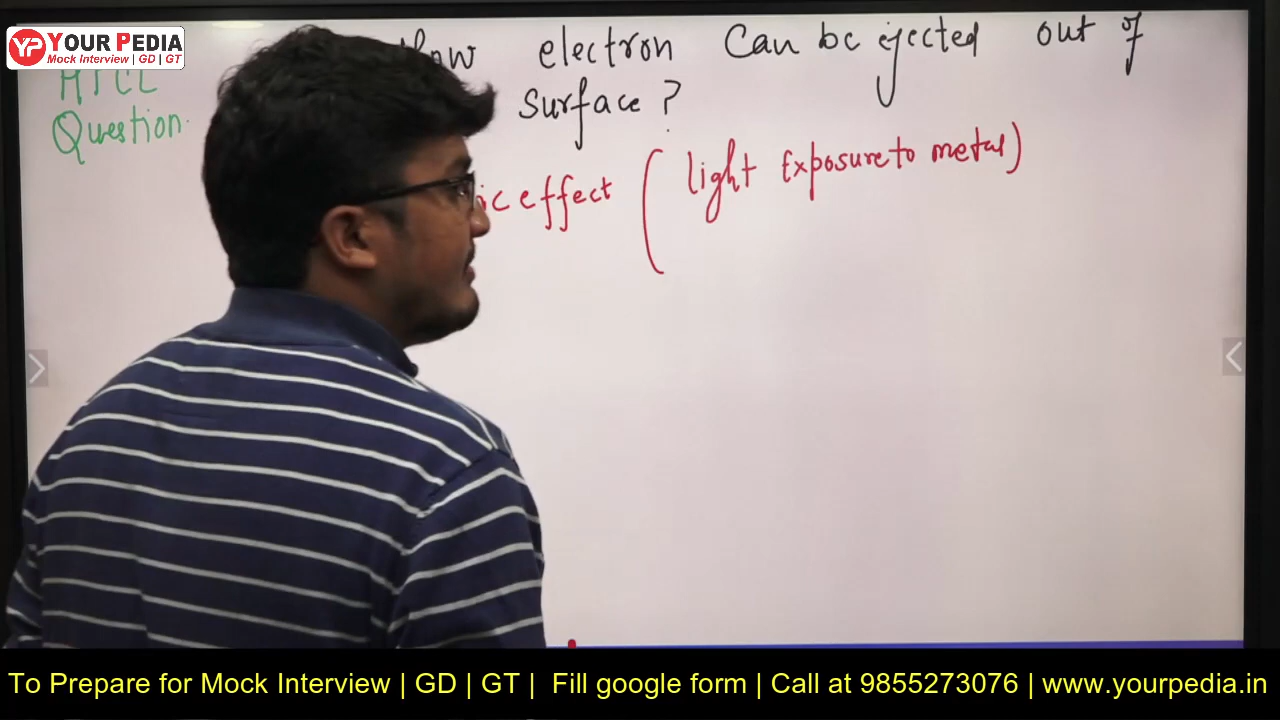 YP YOUR PEDIA
Mock Interview | GD | GT
How electron Can be ejected out of
surface?
Question
ic effect ( light Exposure to metal)
To Prepare for Mock Interview | GD | GT | Fill google form | Call at 9855273076 | www.yourpedia.in